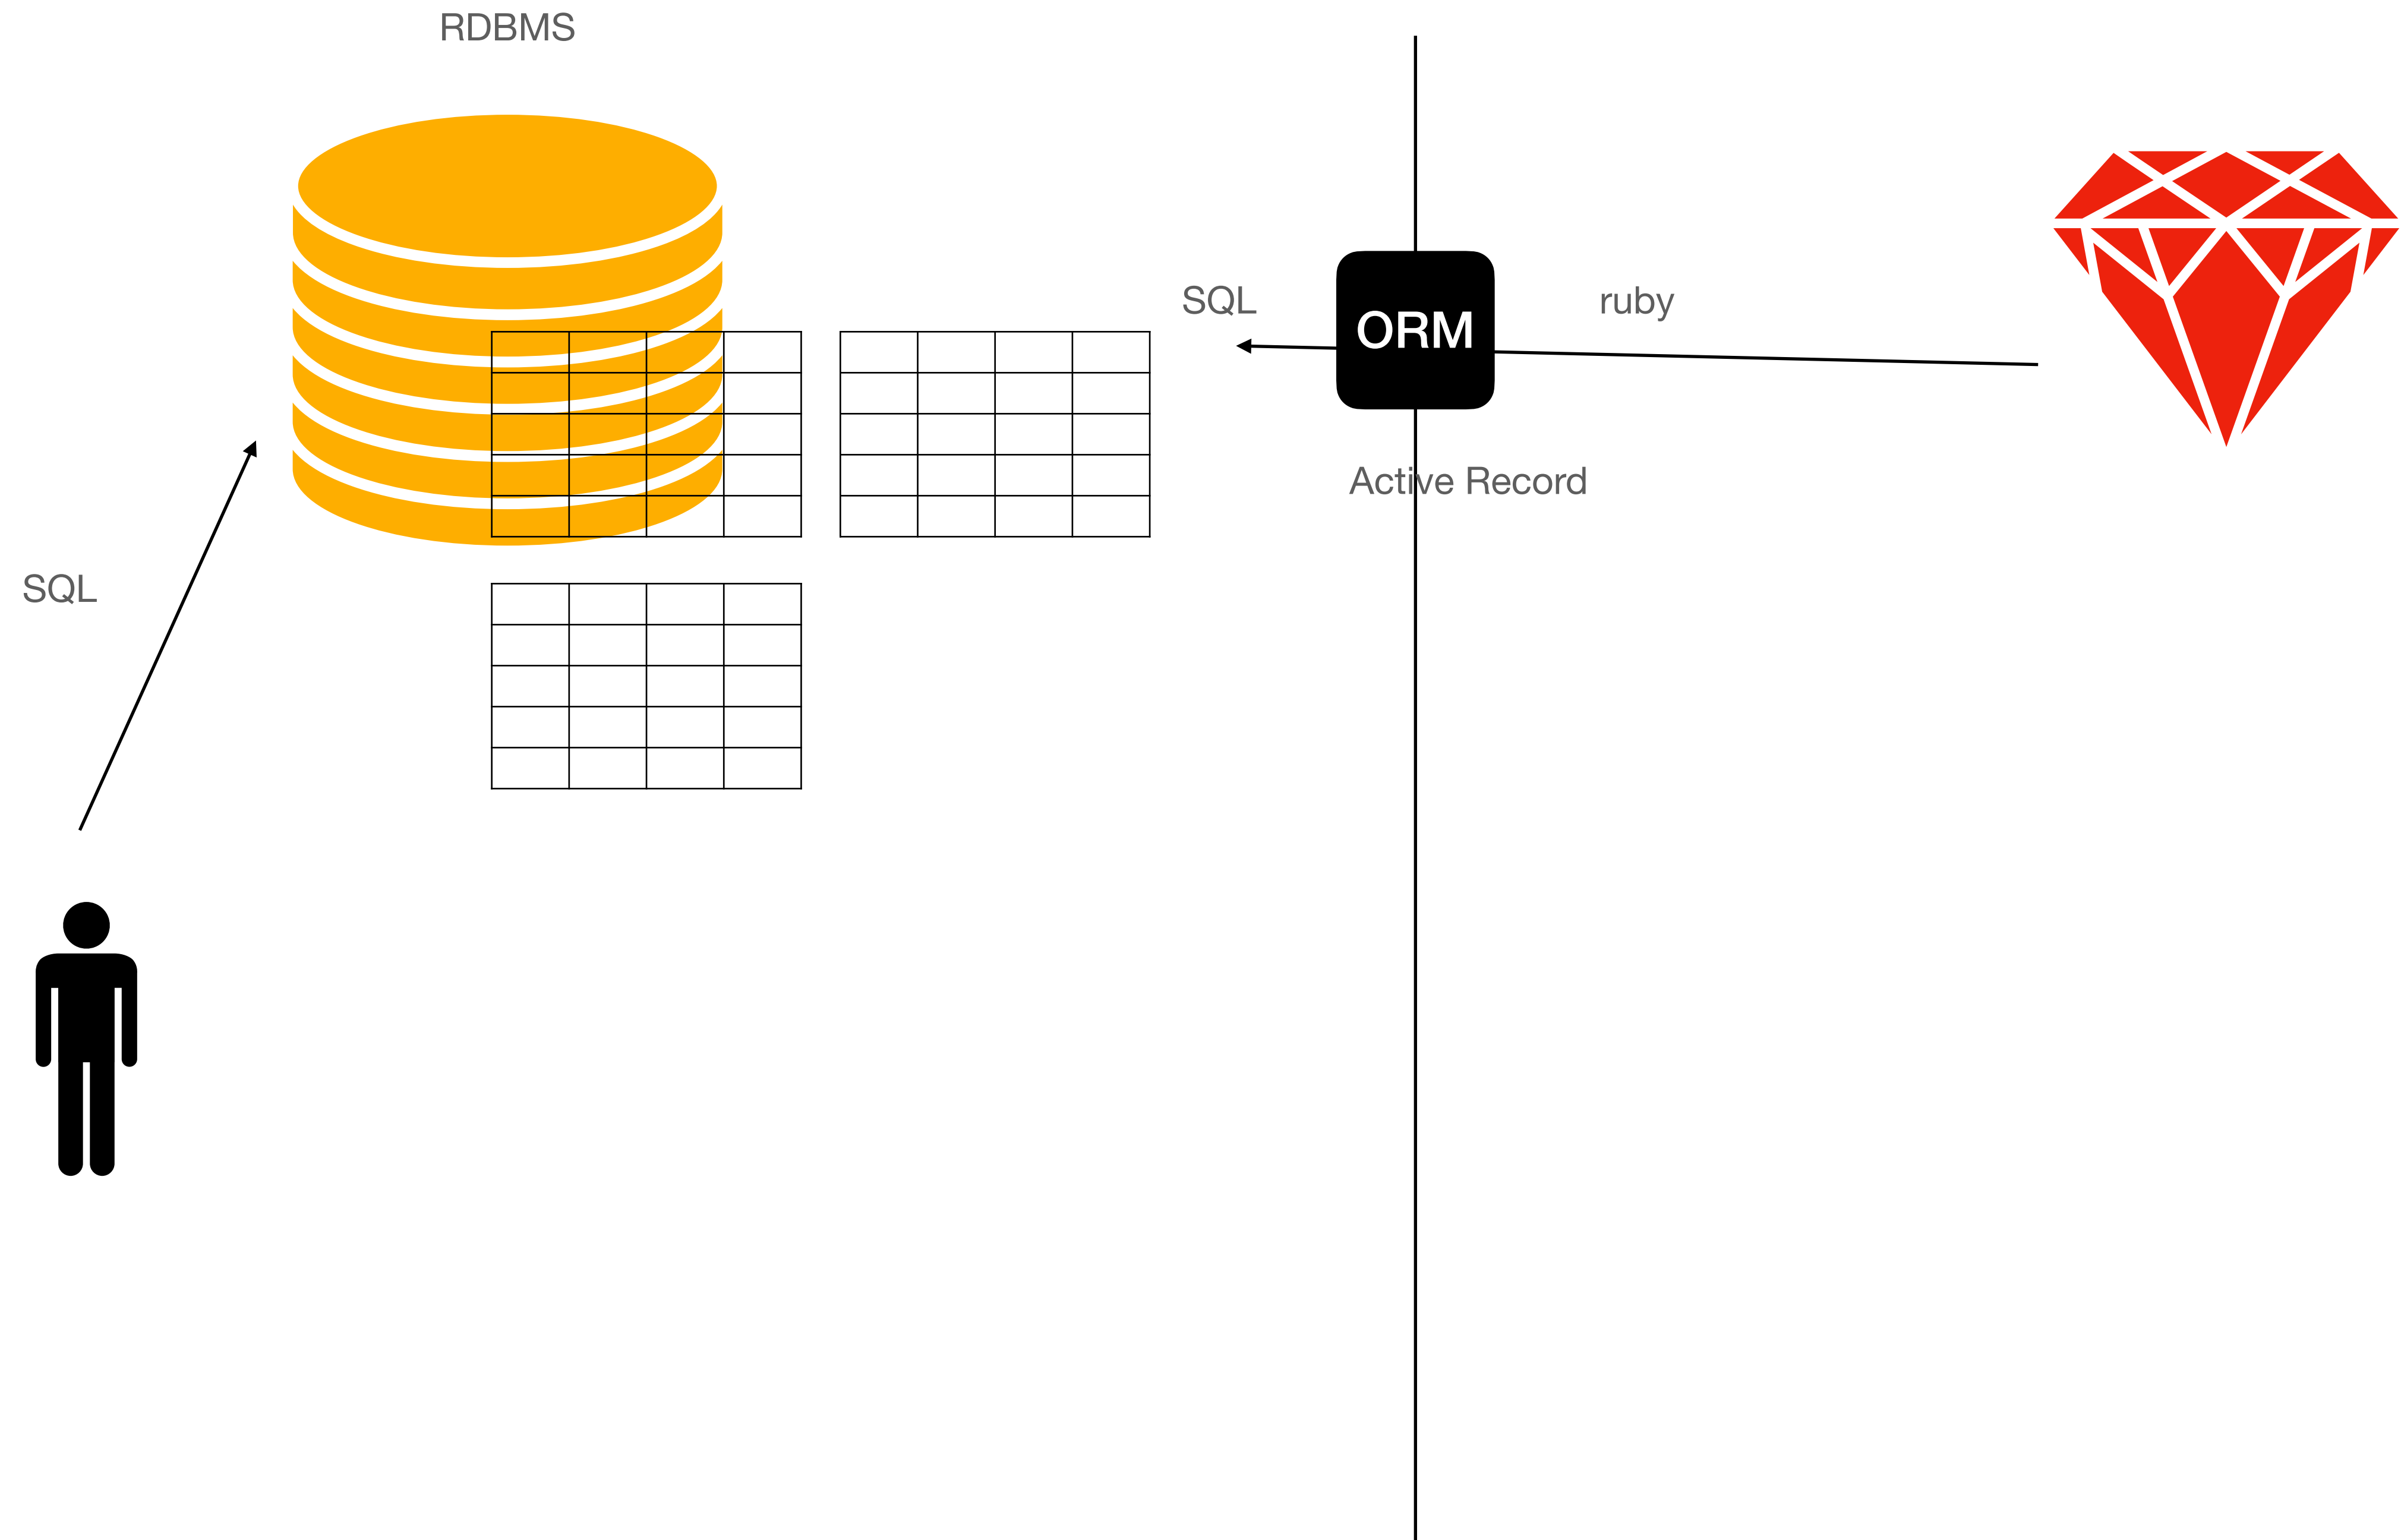 RDBMS
SQL
ORM
ruby
Active Record
SQL